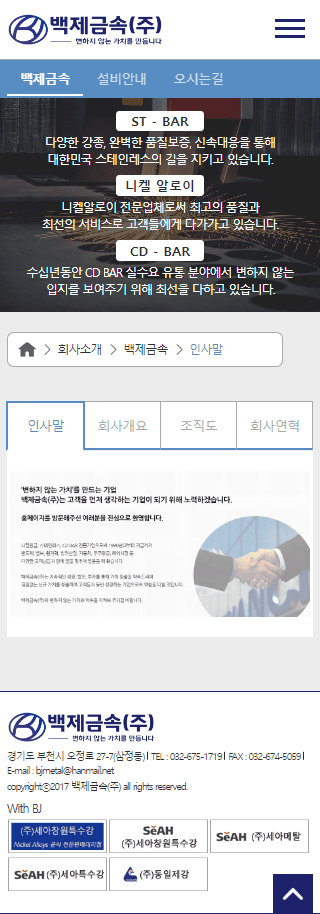 백제금속(주)
변하지 않는 가치를 만듭니다
백제금속 설비안내 오시는길
ST - BAR
다양한 강종, 완벽한 품질보증, 신속대응을 통해
대한민국 스테인레스의 길을 지키고 있습니다.
니켈 알로이
니켈알로이 전문업체로써 최고의 품질과
최선의 서비스로 고객들에게 다가가고 있습니다.
CD - BAR
수십년동안 CD BAR 실수요 유통 분야에서 변하지 않는
입지를 보여주기 위해 최선을 다하고 있습니다.
회사소개 > 백제금속 > 인사말
인사말 회사개요 조직도 회사연혁
'변하지 않는 가치'를 만드는 기업
백제금속(주)는 고객을 먼저 생각하는 기업이 되기 위해 노력하겠습니다.
홈페이지를 방문해주신 여러분을 진심으로 환영합니다.
백제금속(주)
변하지 않는 가치를 만듭니다
경기도 부천시 오정로 27-7(삼정동) TEL : 032-675-1719 FAX : 032-674-5059
E-mail : bjmetal@hanmail.net
copyrightⓒ2017 백제금속(주) all rights reserved.
With BJ
(주)세아창원특수강
Nickel Alloys 공식 전문판매대리점
SeAH
(주)세아창원특수강
SeAH (주)세아메탈
SeAH (주)세아특수강
(주)동일제강